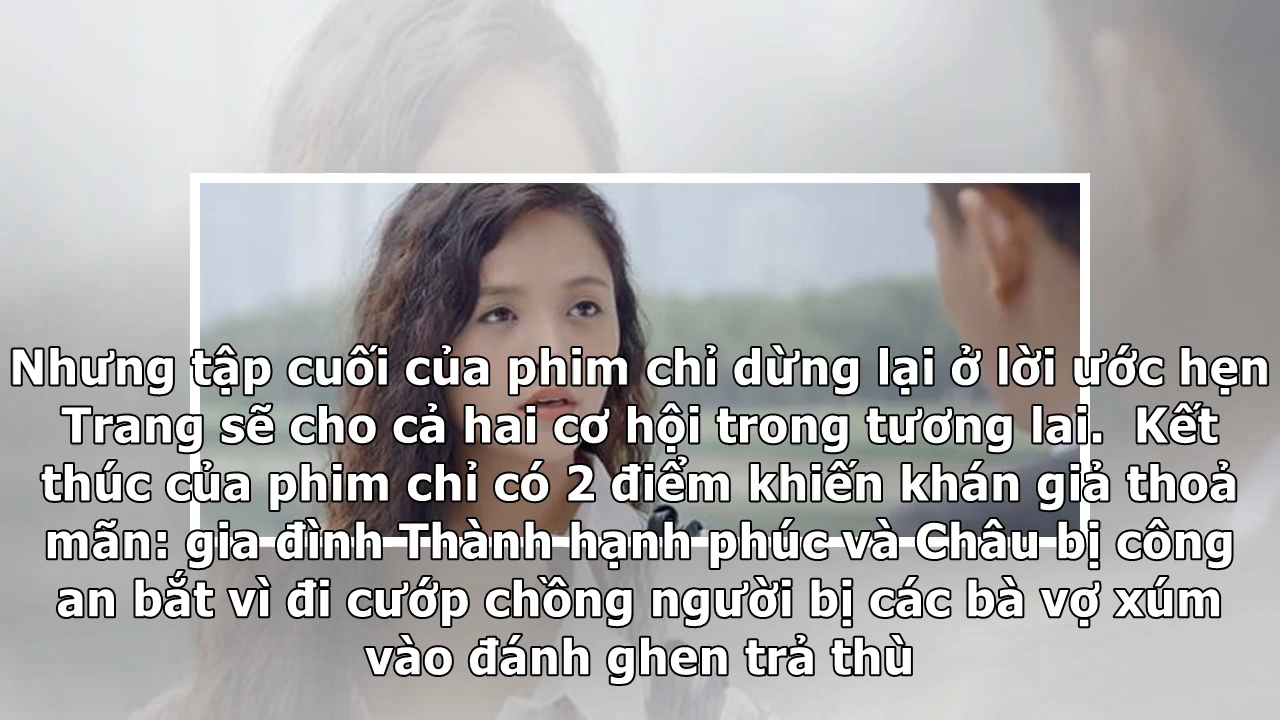 Nhưng tập cuối của phim chỉ dừng lại ở lời ước hẹn
Trang sẽ cho cả hai cơ hội trong tương lai.  Kết
thúc của phim chỉ có 2 điểm khiến khán giả thoả
mãn: gia đình Thành hạnh phúc và Châu bị công
an bắt vì đi cướp chồng người bị các bà vợ xúm
vào đánh ghen trả thù